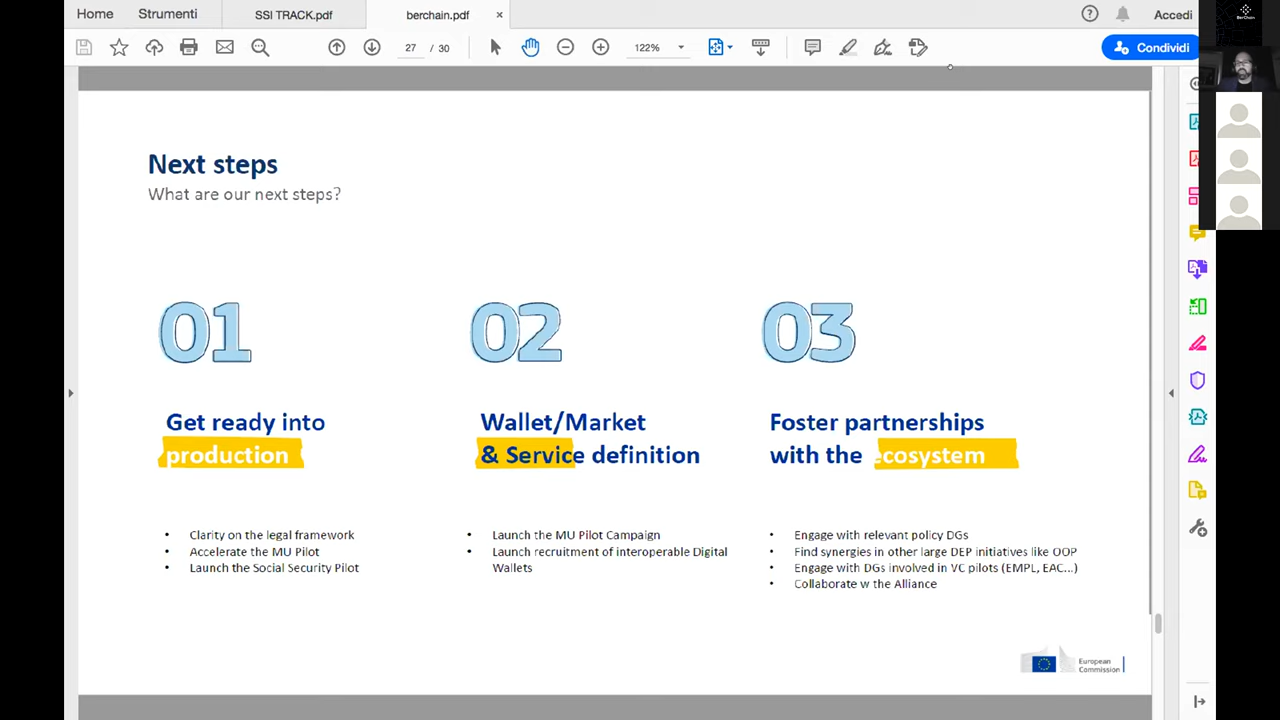 Home Strumenti SSI TRACK.pdf berchain.pdf × Accedi
27 / 30 122% Condividi
BerChain
Next steps
What are our next steps?
01 02 03
Get ready into
production
Wallet/Market
& Service definition
Foster partnerships
with the ecosystem
• Clarity on the legal framework
• Accelerate the MU Pilot
• Launch the Social Security Pilot
• Launch the MU Pilot Campaign
• Launch recruitment of interoperable Digital
Wallets
• Engage with relevant policy DGs
• Find synergies in other large DEP initiatives like OOP
• Engage with DGs involved in VC pilots (EMPL, EAC...)
• Collaborate w the Alliance
European
Commission